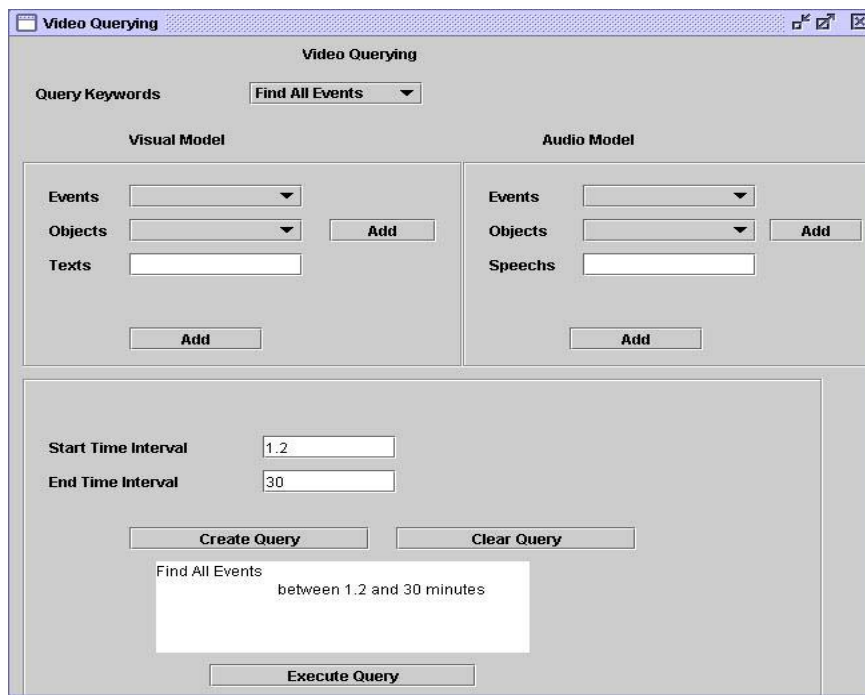 Video Querying
Video Querying
Query Keywords Find All Events
Visual Model Audio Model
Events Events
Objects Add Objects Add
Texts Speechs
Add Add
Start Time Interval 1.2
End Time Interval 30
Create Query Clear Query
Find All Events
between 1.2 and 30 minutes
Execute Query